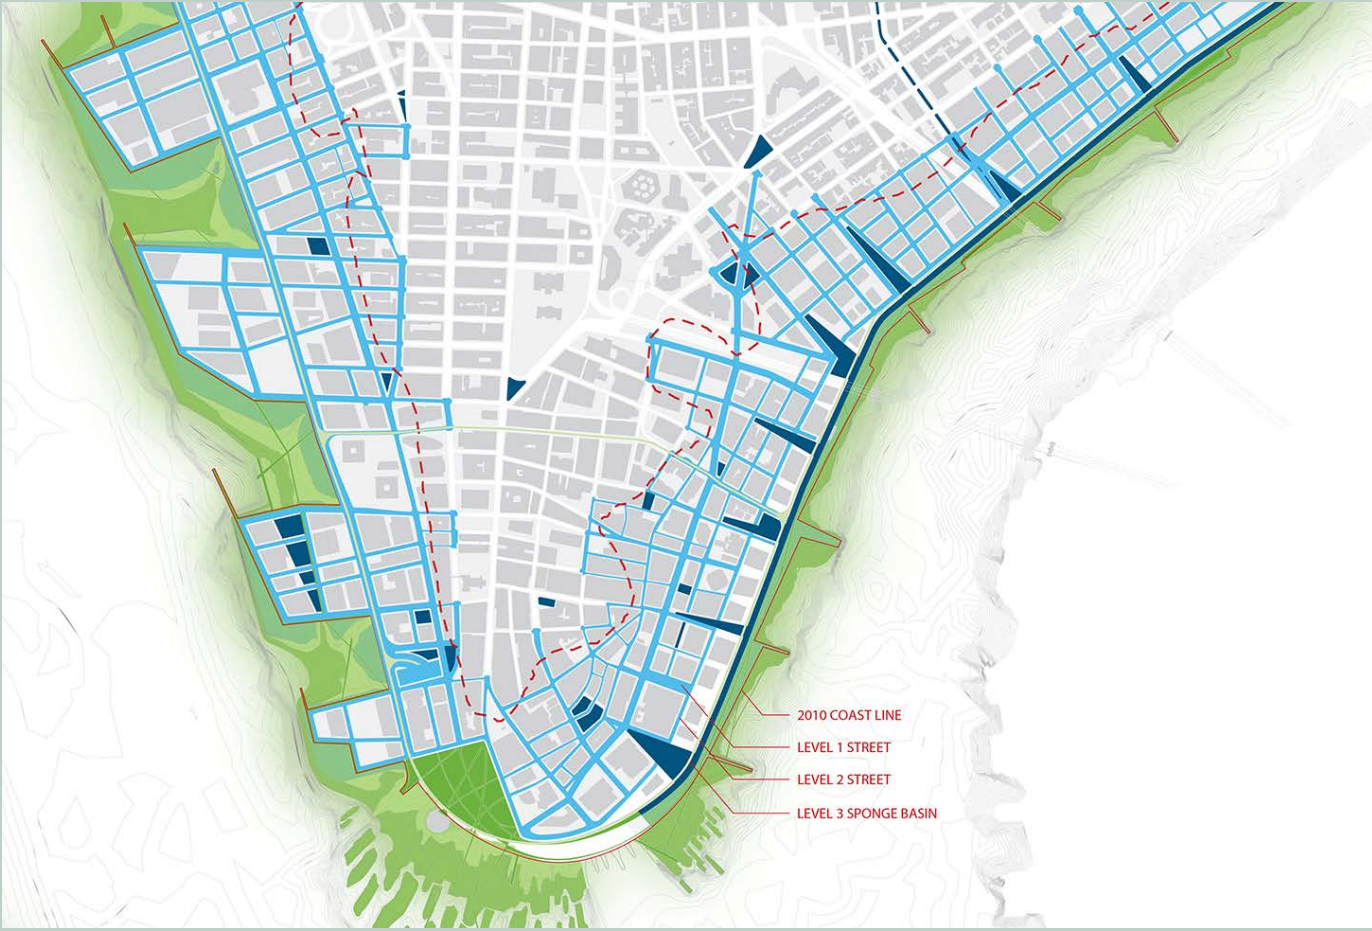 2010 COAST LINE
LEVEL 1 STREET
LEVEL 2 STREET
LEVEL 3 SPONGE BASIN